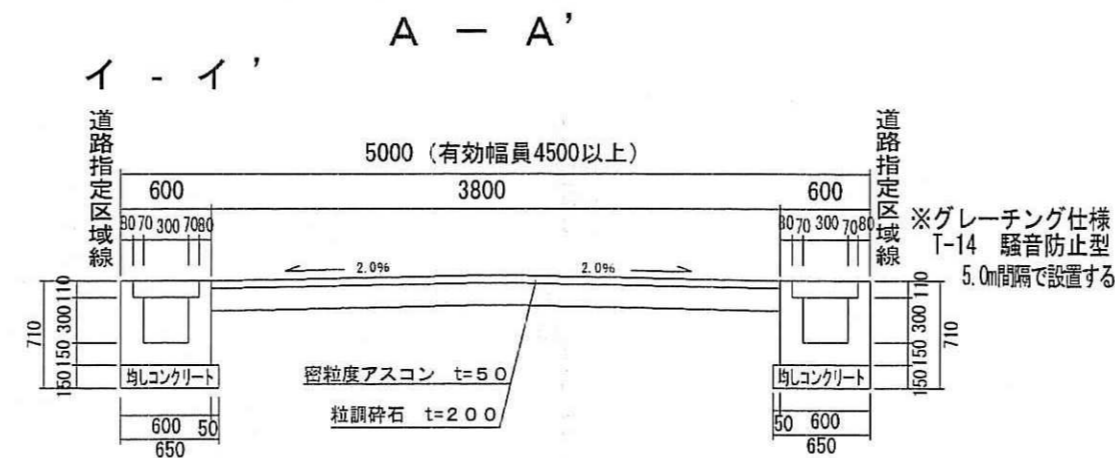 A － A'
イ - イ '
道路指定区域線
5000 (有効幅員4500以上)
道路指定区域線
600
3800
600
80 70 300 70 80
80 70 300 70 80
※グレーチング仕様
T-14 騒音防止型
5.0m間隔で設置する
2.0%
2.0%
710
110
300
150
150
110
300
150
150
710
均しコンクリート
均しコンクリート
密粒度アスコン t=50
粒調砕石 t=200
600
50
650
50
600
650